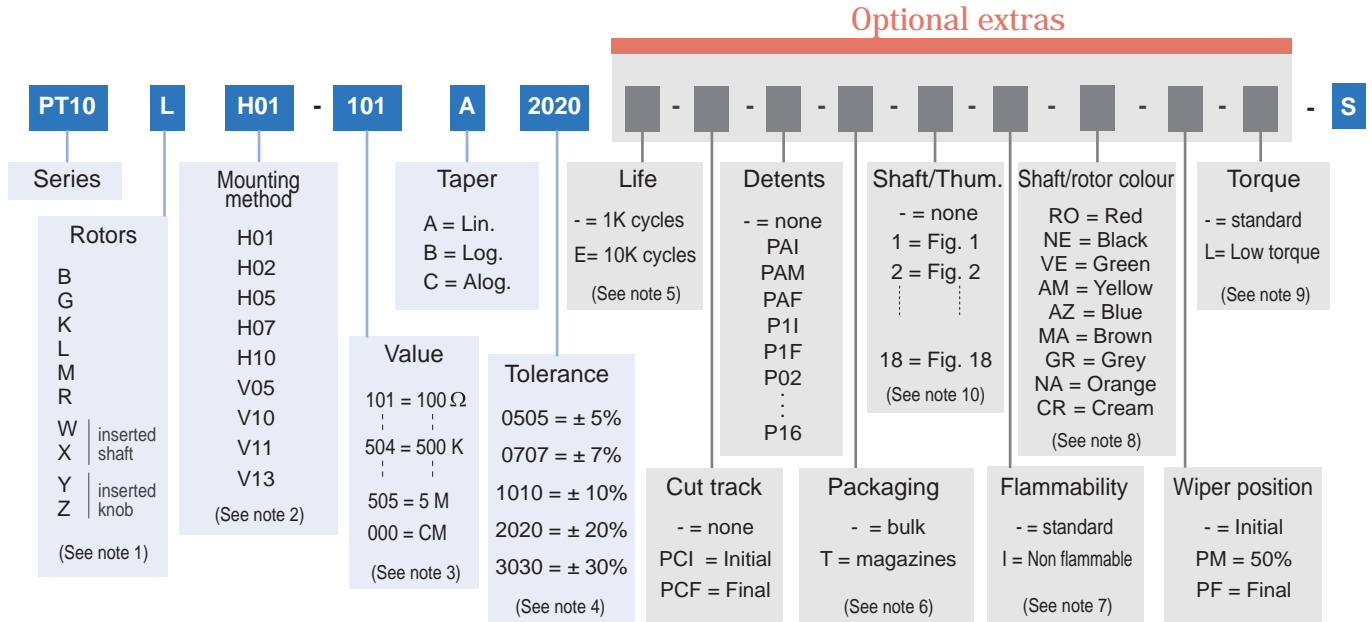 Optional extras
PT10 L H01 - 101 A 2020 - - - - - - - - - S
Series
Rotors
B
G
K
L
M
R
W
X
inserted
shaft
Y
Z
inserted
knob
(See note 1)
Mounting
method
H01
H02
H05
H07
H10
V05
V10
V11
V13
(See note 2)
Value
101 = 100 Ω
504 = 500 K
505 = 5 M
000 = CM
(See note 3)
Taper
A = Lin.
B = Log.
C = Alog.
Tolerance
0505 = ± 5%
0707 = ± 7%
1010 = ± 10%
2020 = ± 20%
3030 = ± 30%
(See note 4)
Life
- = 1K cycles
E= 10K cycles
(See note 5)
Cut track
- = none
PCI = Initial
PCF = Final
Detents
- = none
PAI
PAM
PAF
P1I
P1F
P02
:
:
P16
Packaging
- = bulk
T = magazines
(See note 6)
Shaft/Thum.
- = none
1 = Fig. 1
2 = Fig. 2
18 = Fig. 18
(See note 10)
Flammability
- = standard
I = Non flammable
(See note 7)
Shaft/rotor colour
RO = Red
NE = Black
VE = Green
AM = Yellow
AZ = Blue
MA = Brown
GR = Grey
NA = Orange
CR = Cream
(See note 8)
Wiper position
- = Initial
PM = 50%
PF = Final
Torque
- = standard
L= Low torque
(See note 9)